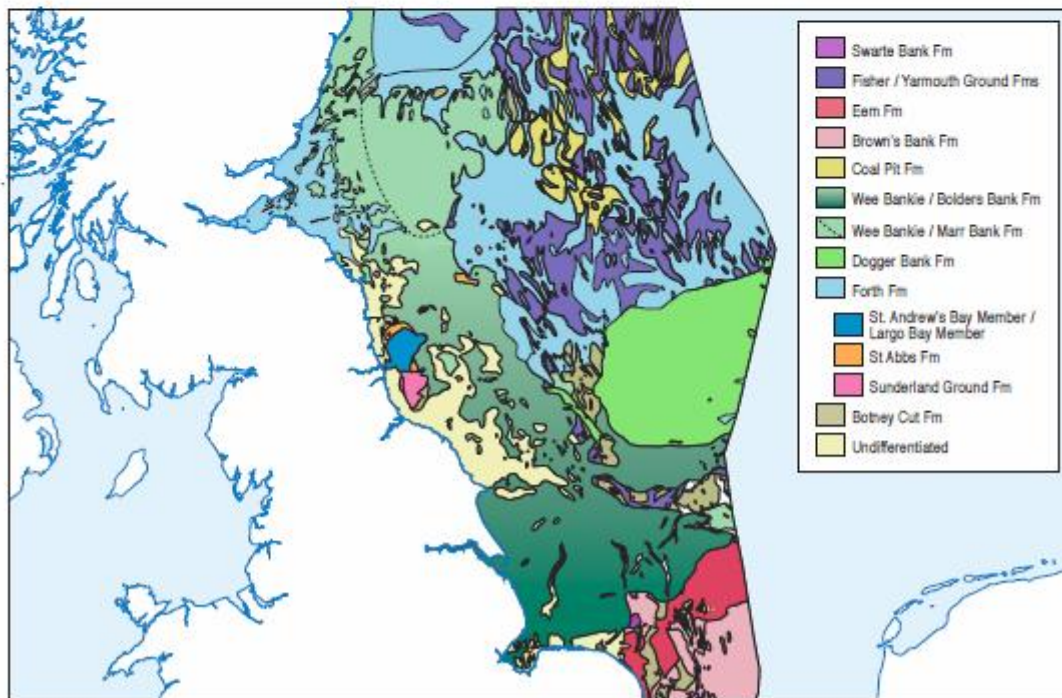 Swarte Bank Fm
Fisher / Yarmouth Ground Fms
Eem Fm
Brown's Bank Fm
Coal Pit Fm
Wee Bankie / Bolders Bank Fm
Wee Bankie / Marr Bank Fm
Dogger Bank Fm
Forth Fm
St. Andrew's Bay Member /
Largo Bay Member
St Abbs Fm
Sunderland Ground Fm
Botney Cut Fm
Undifferentiated